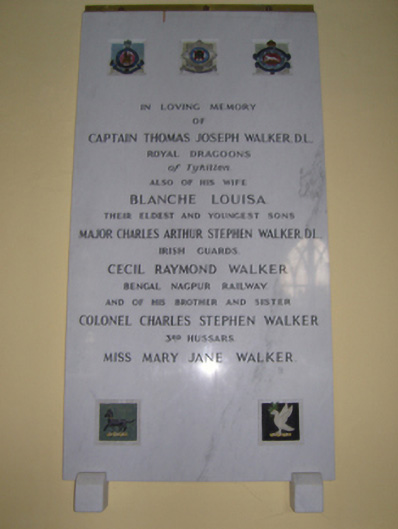 IN LOVING MEMORY
OF
CAPTAIN THOMAS JOSEPH WALKER, D.L.
ROYAL DRAGOONS
of Tykillen.
ALSO OF HIS WIFE
BLANCHE LOUISA
THEIR ELDEST AND YOUNGEST SONS
MAJOR CHARLES ARTHUR STEPHEN WALKER, D.L.,
IRISH GUARDS.
CECIL RAYMOND WALKER
BENGAL NAGPUR RAILWAY.
AND OF HIS BROTHER AND SISTER
COLONEL CHARLES STEPHEN WALKER
3RD HUSSARS.
MISS MARY JANE WALKER.